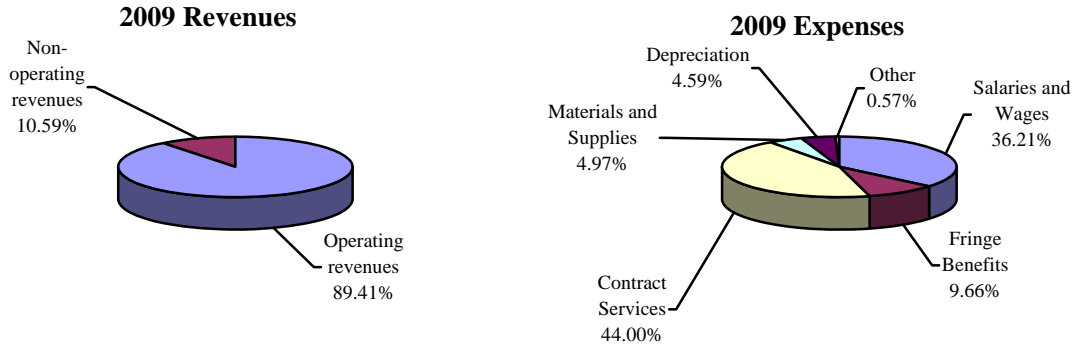 2009 Revenues
Non-
operating
revenues
10.59%
Operating
revenues
89.41%
2009 Expenses
Depreciation
4.59%
Other
0.57%
Salaries and
Wages
36.21%
Materials and
Supplies
4.97%
Fringe
Benefits
9.66%
Contract
Services
44.00%